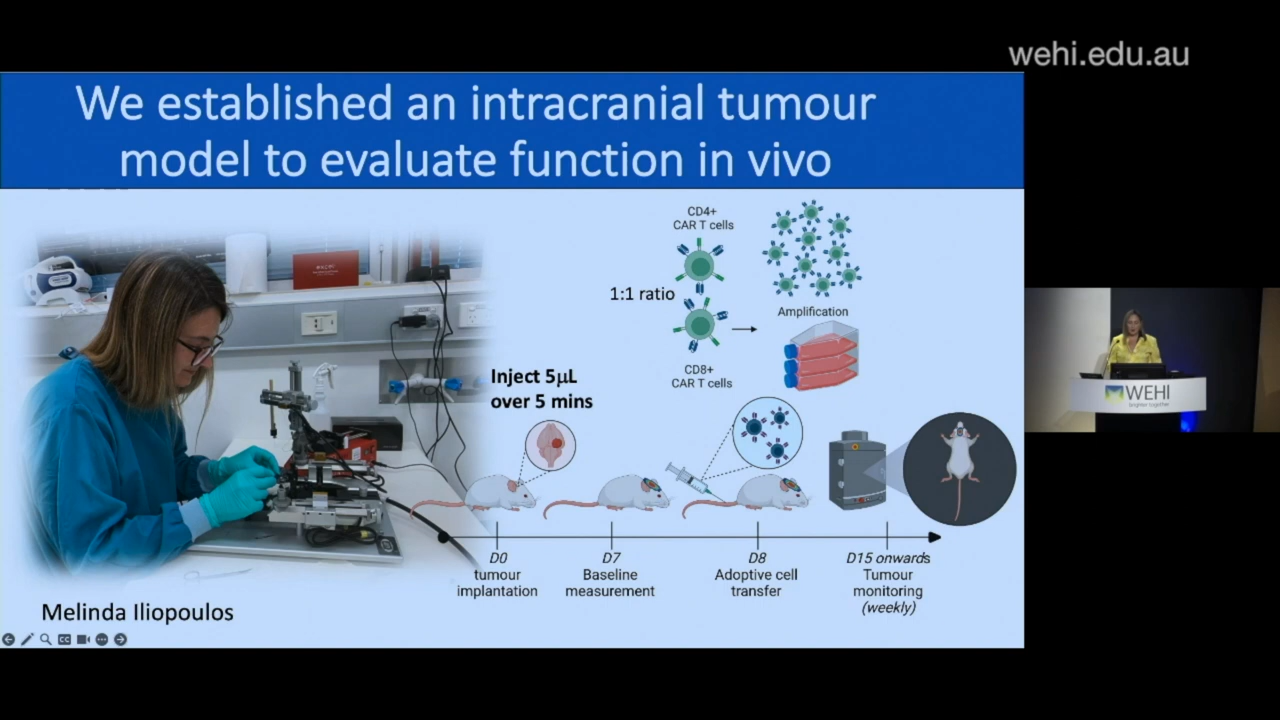 wehi.edu.au
We established an intracranial tumour
model to evaluate function in vivo
CD4+
CAR T cells
1:1 ratio
Amplification
CD8+
CAR T cells
Inject 5µL
over 5 mins
D0
tumour
implantation
D7
Baseline
measurement
D8
Adoptive cell
transfer
D15 onwards
Tumour
monitoring
(weekly)
Melinda Iliopoulos
WEHI
brighter together